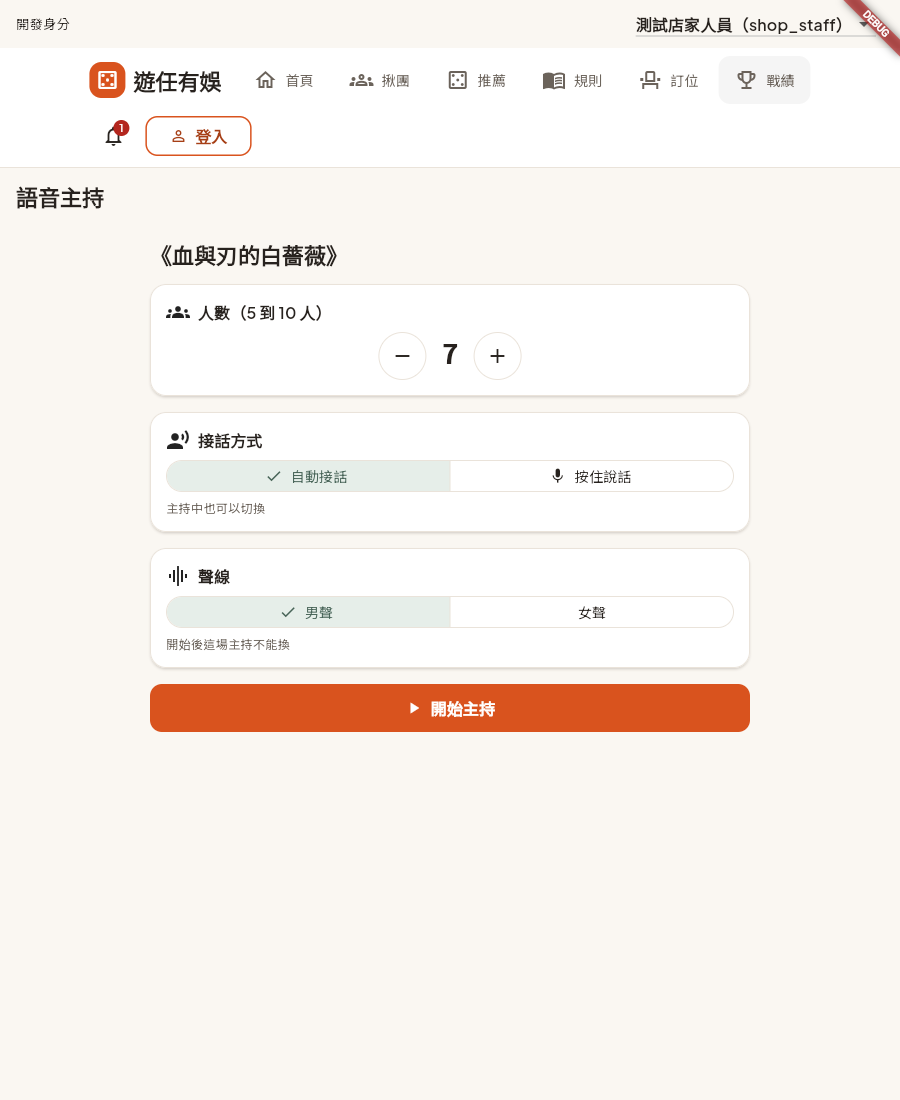 開發身分
測試店家人員（shop_staff）
DEBUG
遊任有娛
首頁
揪團
推薦
規則
訂位
戰績
1
登入
語音主持
《血與刃的白薔薇》
人數（5 到 10 人）
7
接話方式
自動接話
按住說話
主持中也可以切換
聲線
男聲
女聲
開始後這場主持不能換
開始主持